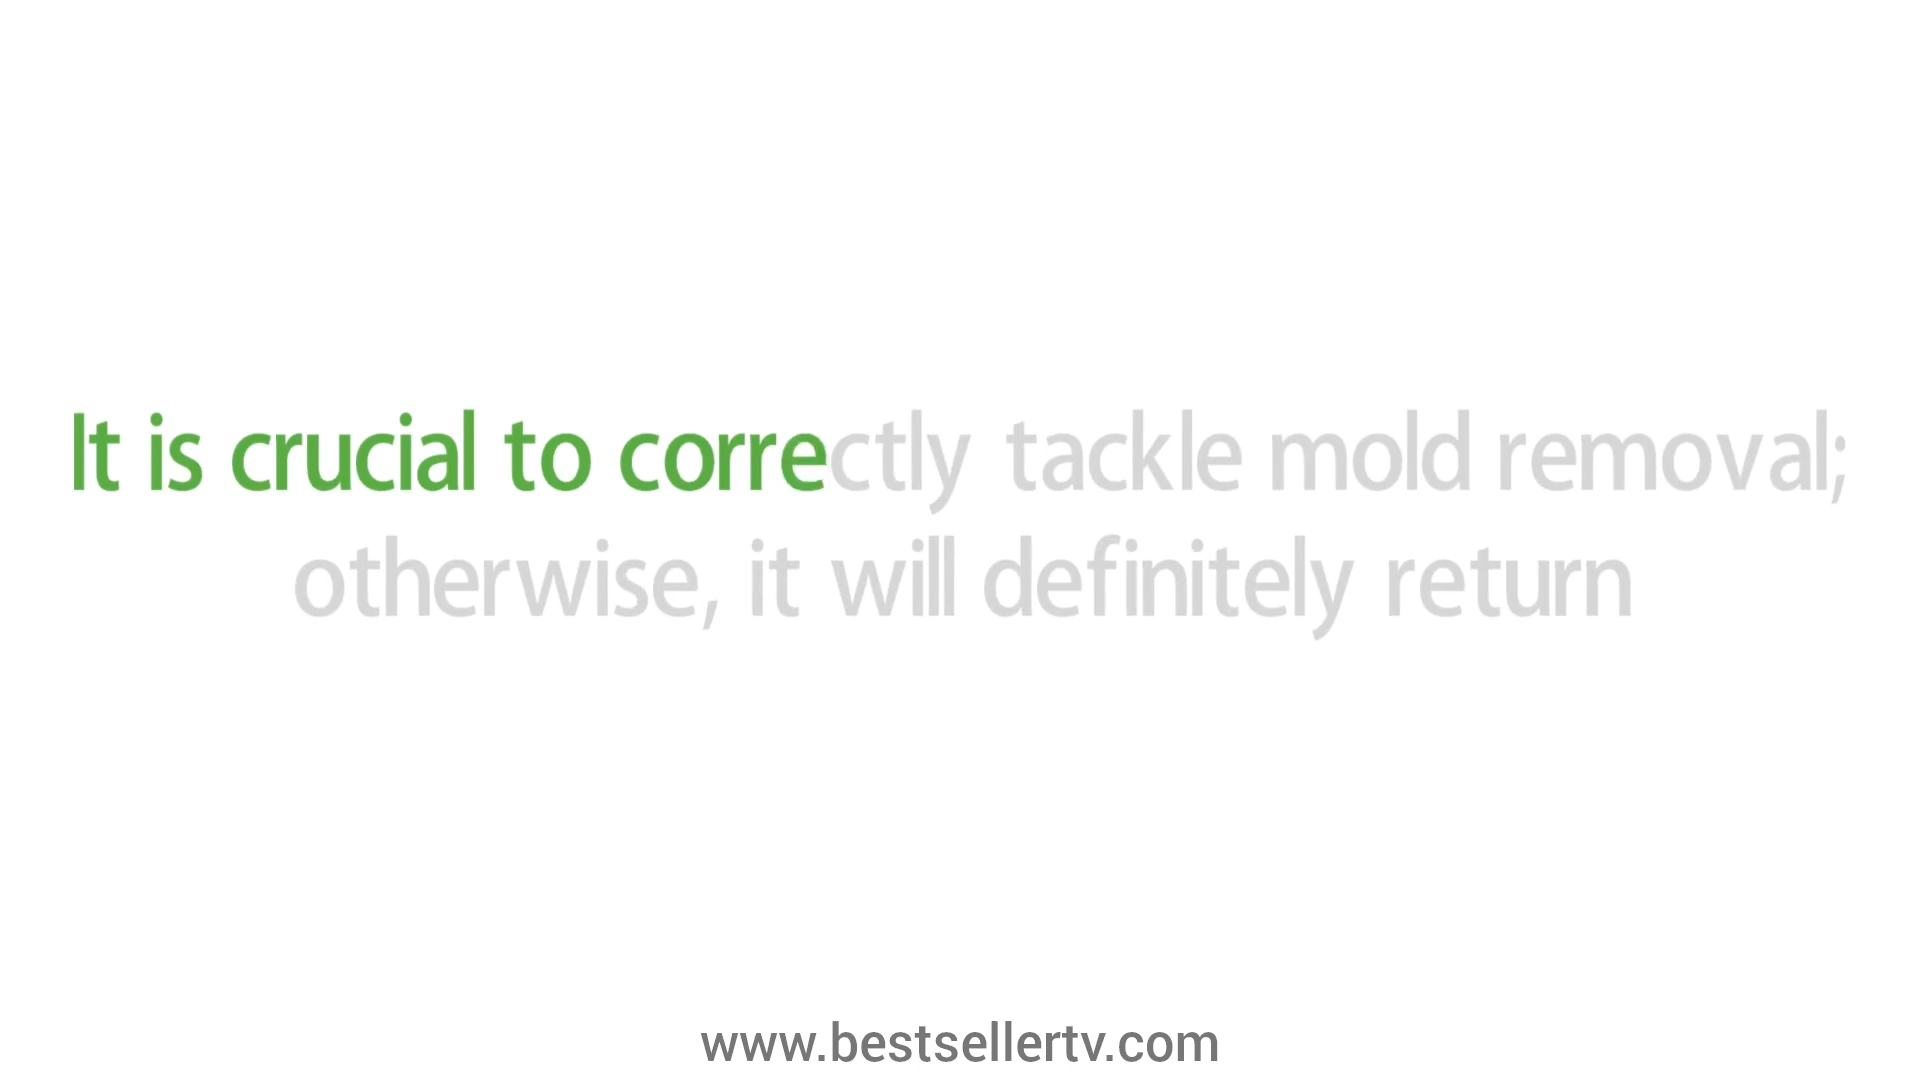 It is crucial to correctly tackle mold removal;
otherwise, it will definitely return
www.bestsellertv.com